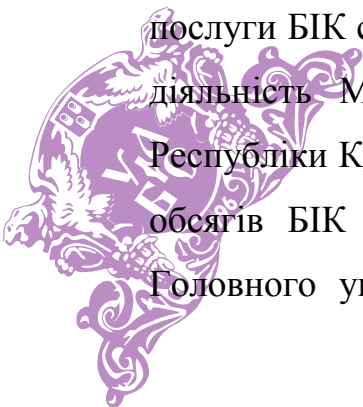 послуги БІК с
діяльність М
Республіки К
обсягів БІК
Головного у